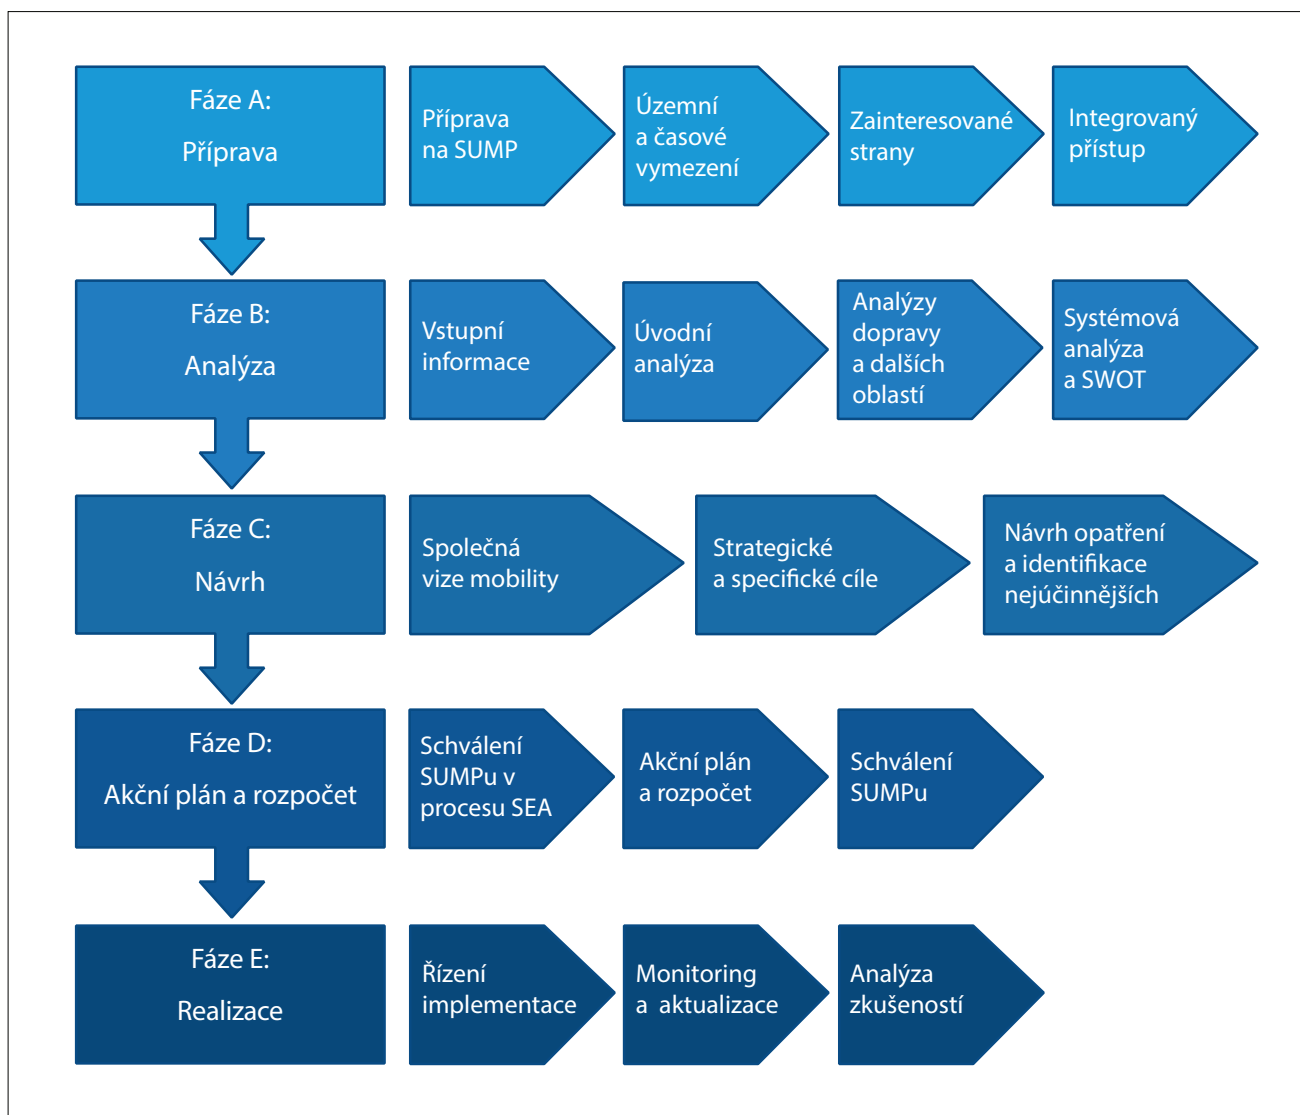 Fáze A:
Příprava
Příprava
na SUMP
Územní
a časové
vymezení
Zainteresované
strany
Integrovaný
přístup
Fáze B:
Analýza
Vstupní
informace
Úvodní
analýza
Analýzy
dopravy
a dalších
oblastí
Systémová
analýza
a SWOT
Fáze C:
Návrh
Společná
vize mobility
Strategické
a specifické cíle
Návrh opatření
a identifikace
nejúčinnějších
Fáze D:
Akční plán a rozpočet
Schválení
SUMPu v
procesu SEA
Akční plán
a rozpočet
Schválení
SUMPu
Fáze E:
Realizace
Řízení
implementace
Monitoring
a aktualizace
Analýza
zkušeností